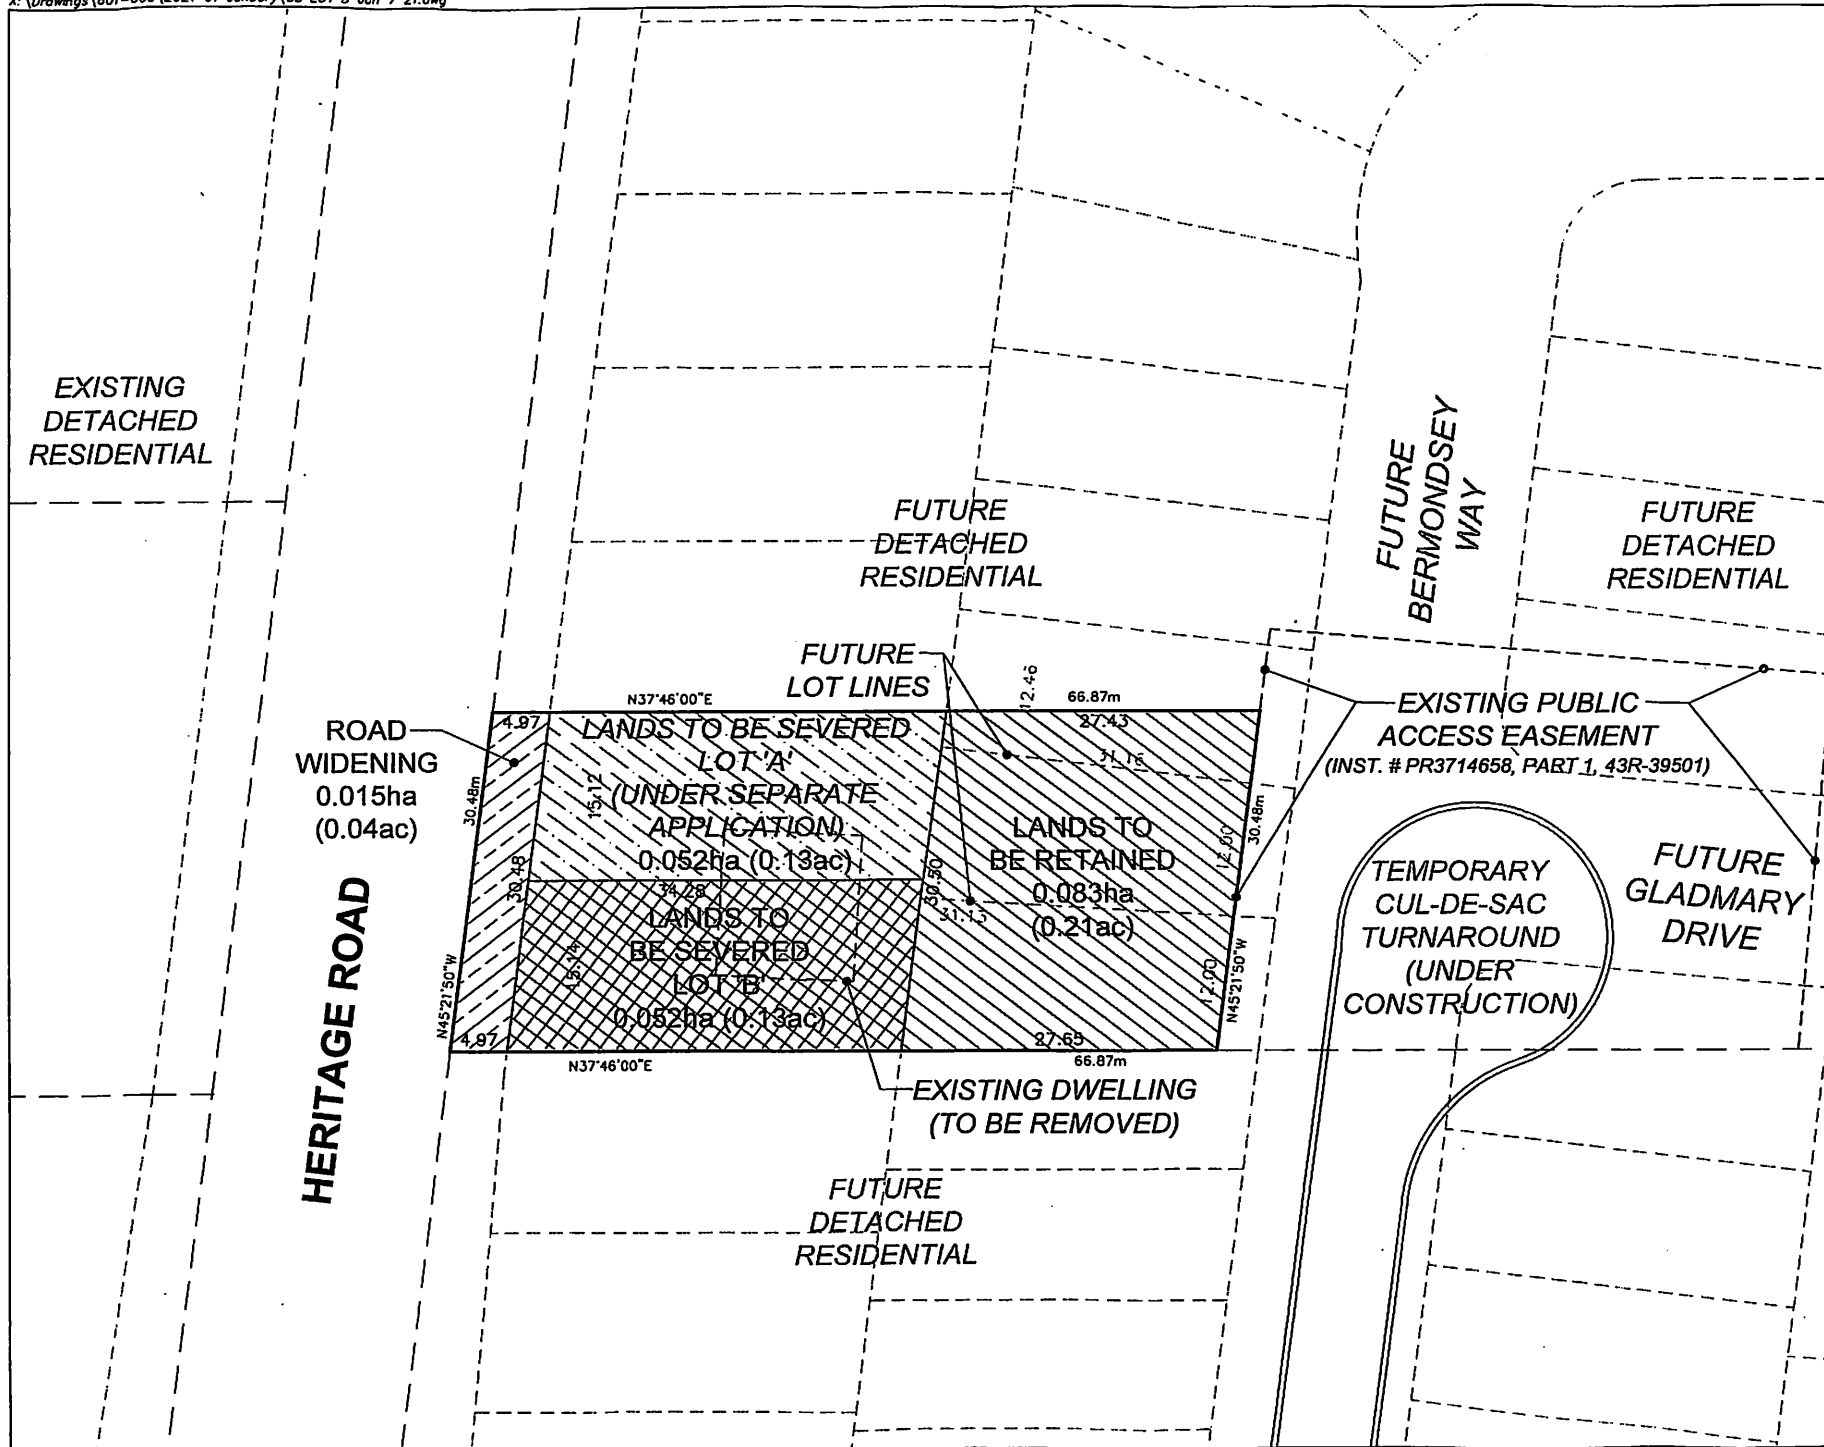 EXISTING
DETACHED
RESIDENTIAL
FUTURE
DETACHED
RESIDENTIAL
FUTURE
BERMONDSEY
WAY
FUTURE
DETACHED
RESIDENTIAL
FUTURE
LOT LINES
12.46
N37°46'00"E
66.87m
EXISTING PUBLIC
ACCESS EASEMENT
(INST. # PR3714658, PART 1, 43R-39501)
ROAD
WIDENING
0.015ha
(0.04ac)
4.97
30.48m
30.48
N45°21'50"W
4.97
LANDS TO BE SEVERED
LOT 'A'
(UNDER SEPARATE
APPLICATION)
0.052ha (0.13ac)
15.12
34.28
LANDS TO
BE SEVERED
LOT 'B'
0.052ha (0.13ac)
15.14
27.43
31.16
LANDS TO
BE RETAINED
0.083ha
(0.21ac)
30.50
31.13
12.00
30.48m
12.00
N45°21'50"W
27.65
N37°46'00"E
66.87m
TEMPORARY
CUL-DE-SAC
TURNAROUND
(UNDER
CONSTRUCTION)
FUTURE
GLADMARY
DRIVE
HERITAGE ROAD
EXISTING DWELLING
(TO BE REMOVED)
FUTURE
DETACHED
RESIDENTIAL